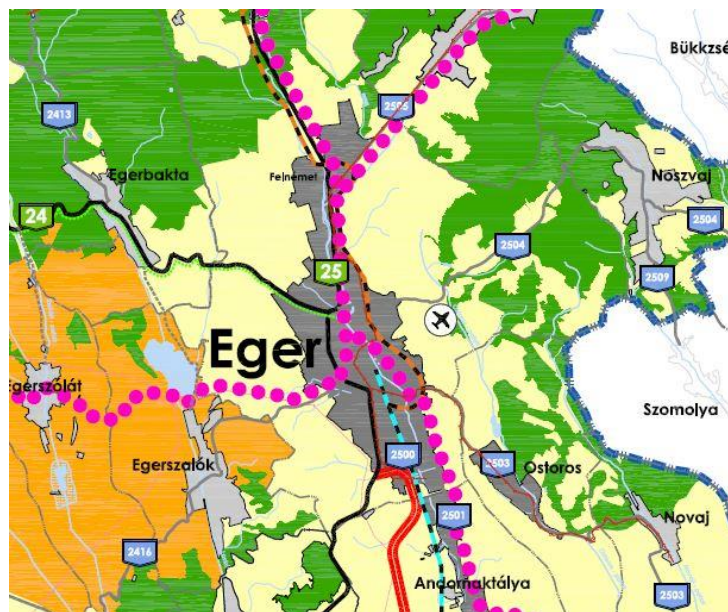 Bükkzsé
2413
2505
Egerbakta
Felnémet
Noszvaj
24
2504
2504
25
2509
Eger
Egerszólát
Szomolya
Egerszalók
2500
2503
Ostoros
2501
Novaj
2416
Andornaktálya
2503